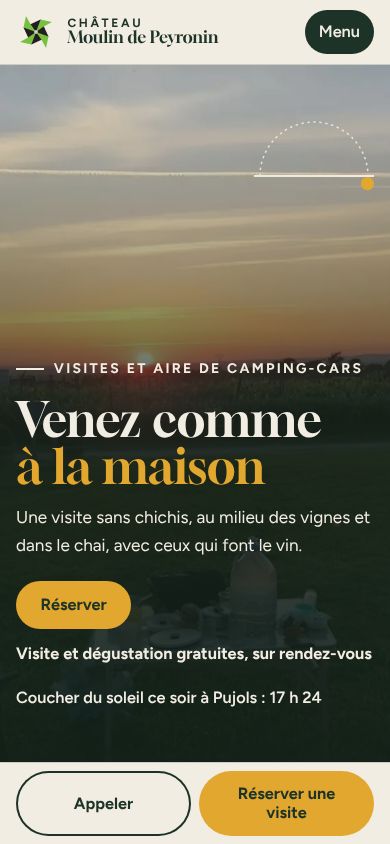 CHÂTEAU
Moulin de Peyronin
Menu
VISITES ET AIRE DE CAMPING-CARS
Venez comme
à la maison
Une visite sans chichis, au milieu des vignes et
dans le chai, avec ceux qui font le vin.
Réserver
Visite et dégustation gratuites, sur rendez-vous
Coucher du soleil ce soir à Pujols : 17 h 24
Appeler
Réserver une
visite